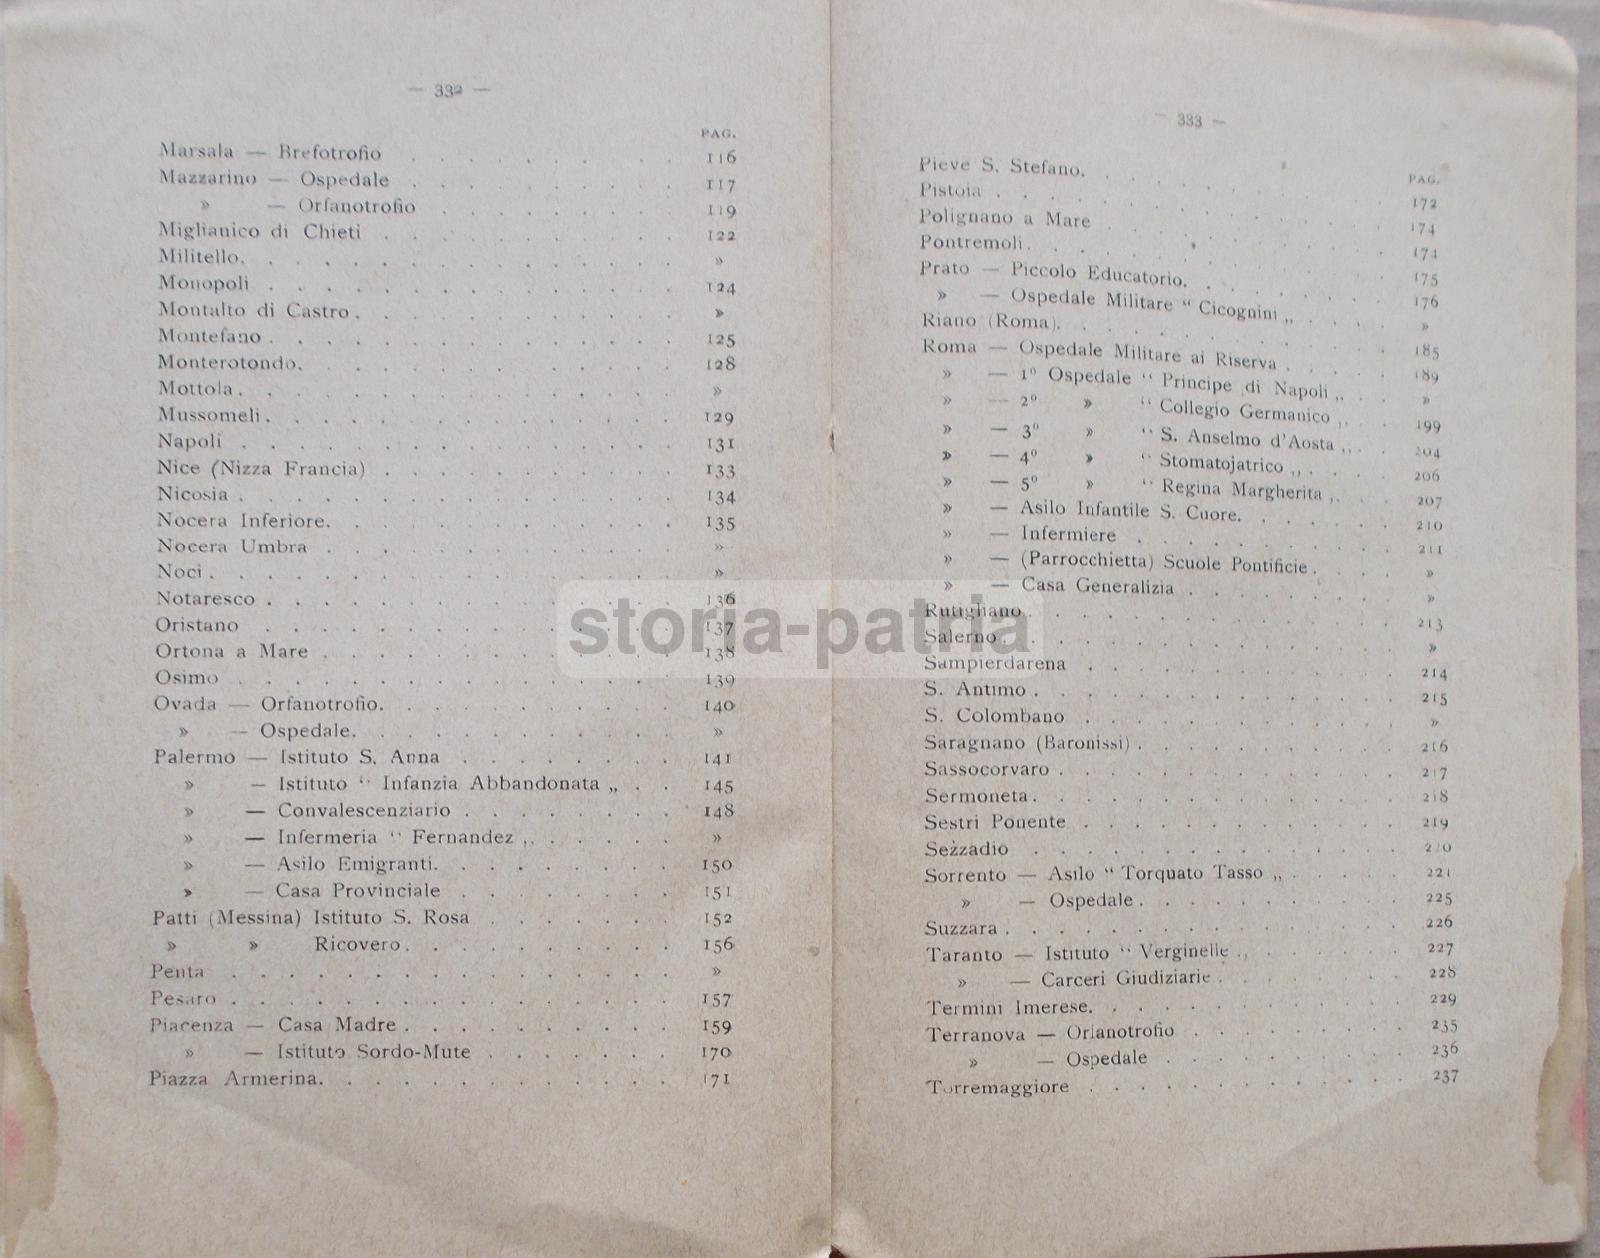 — 332 —
PAG.
Marsala — Brefotrofio . . . . . . . . 116
Mazzarino — Ospedale . . . . . . . . 117
» — Orfanotrofio . . . . . . . 119
Miglianico di Chieti . . . . . . . . 122
Militello. . . . . . . . . . . . »
Monopoli . . . . . . . . . . . 124
Montalto di Castro . . . . . . . . . »
Montefano . . . . . . . . . . . 125
Monterotondo. . . . . . . . . . . 128
Mottola . . . . . . . . . . . . »
Mussomeli . . . . . . . . . . . 129
Napoli . . . . . . . . . . . . 131
Nice (Nizza Francia) . . . . . . . . 133
Nicosia . . . . . . . . . . . . 134
Nocera Inferiore. . . . . . . . . . 135
Nocera Umbra . . . . . . . . . . »
Noci . . . . . . . . . . . . . »
Notaresco . . . . . . . . . . . 136
Oristano . . . . . . . . . . . 137
Ortona a Mare . . . . . . . . . . 138
Osimo . . . . . . . . . . . . 139
Ovada — Orfanotrofio. . . . . . . . 140
» — Ospedale. . . . . . . . . »
Palermo — Istituto S. Anna . . . . . . . 141
» — Istituto “ Infanzia Abbandonata „ . . 145
» — Convalescenziario . . . . . . . 148
» — Infermeria “ Fernandez „ . . . . . »
» — Asilo Emigranti. . . . . . . . 150
» — Casa Provinciale . . . . . . . 151
Patti (Messina) Istituto S. Rosa . . . . . . 152
» » Ricovero . . . . . . . . 156
Penta . . . . . . . . . . . . »
Pesaro . . . . . . . . . . . . 157
Piacenza — Casa Madre . . . . . . . . 159
» — Istituto Sordo-Mute . . . . . . 170
Piazza Armerina. . . . . . . . . . 171
— 333 —
PAG.
Pieve S. Stefano. . . . . . . . . . 172
Pistoia . . . . . . . . . . . . 174
Polignano a Mare . . . . . . . . . 174
Pontremoli . . . . . . . . . . . 175
Prato — Piccolo Educatorio. . . . . . . 176
» — Ospedale Militare “ Cicognini „ . . . . »
Riano (Roma). . . . . . . . . . . 185
Roma — Ospedale Militare ai Riserva . . . . 189
» — 1º Ospedale “ Principe di Napoli „ . . »
» — 2º » “ Collegio Germanico „ . . 199
» — 3º » “ S. Anselmo d'Aosta „ . . 204
» — 4º » “ Stomatojatrico „ . . . 206
» — 5º » “ Regina Margherita „ . . 207
» — Asilo Infantile S. Cuore. . . . . . 210
» — Infermiere . . . . . . . . . 211
» — (Parrocchietta) Scuole Pontificie . . . . »
» — Casa Generalizia . . . . . . . »
Rutigliano . . . . . . . . . . . 213
Salerno . . . . . . . . . . . . »
Sampierdarena . . . . . . . . . . 214
S. Antimo . . . . . . . . . . . 215
S. Colombano . . . . . . . . . . »
Saragnano (Baronissi) . . . . . . . . 216
Sassocorvaro . . . . . . . . . . . 217
Sermoneta . . . . . . . . . . . 218
Sestri Ponente . . . . . . . . . . 219
Sezzadio . . . . . . . . . . . 220
Sorrento — Asilo “ Torquato Tasso „ . . . . . 221
» — Ospedale . . . . . . . . . 225
Suzzara . . . . . . . . . . . . 226
Taranto — Istituto “ Verginelle „ . . . . . 227
» — Carceri Giudiziarie . . . . . . 228
Termini Imerese. . . . . . . . . . 229
Terranova — Orfanotrofio . . . . . . . 235
» — Ospedale . . . . . . . . 236
Torremaggiore . . . . . . . . . . 237
storia-patria